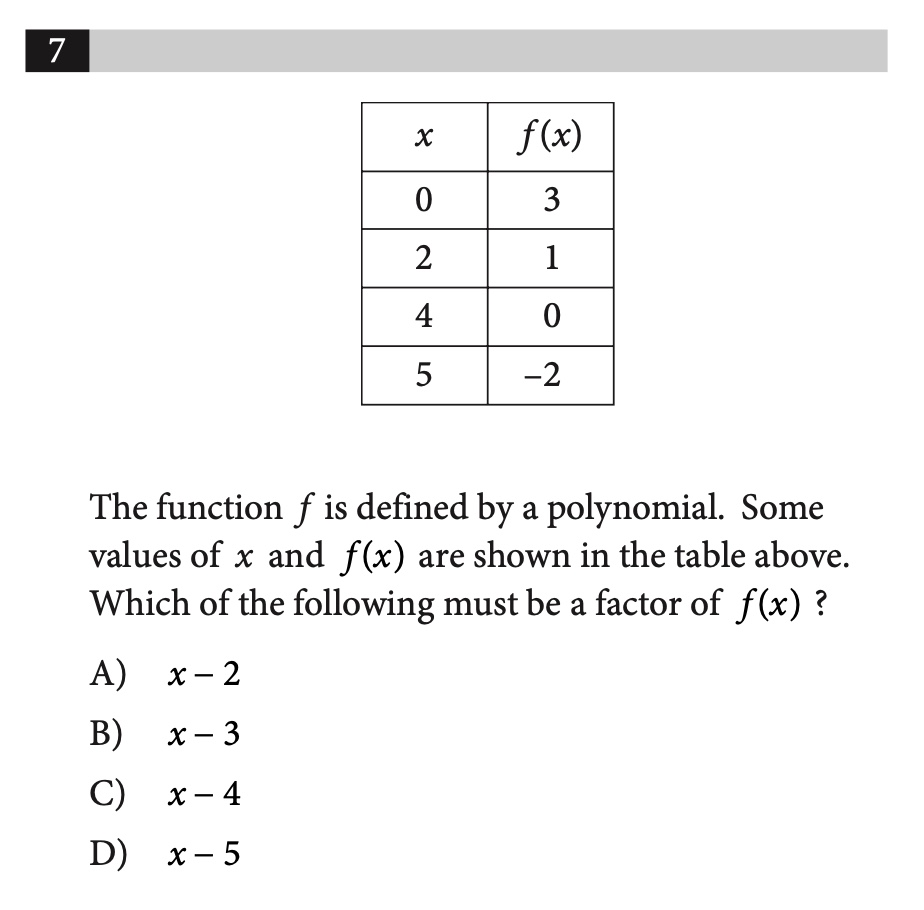 7
x f(x)
0 3
2 1
4 0
5 –2
The function f is defined by a polynomial. Some
values of x and f(x) are shown in the table above.
Which of the following must be a factor of f(x) ?
A) x – 2
B) x – 3
C) x – 4
D) x – 5